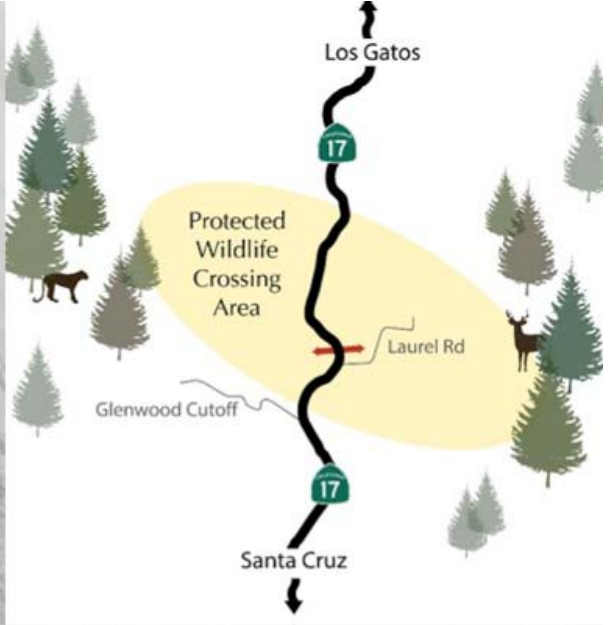 Los Gatos
17
Protected
Wildlife
Crossing
Area
Laurel Rd
Glenwood Cutoff
17
Santa Cruz